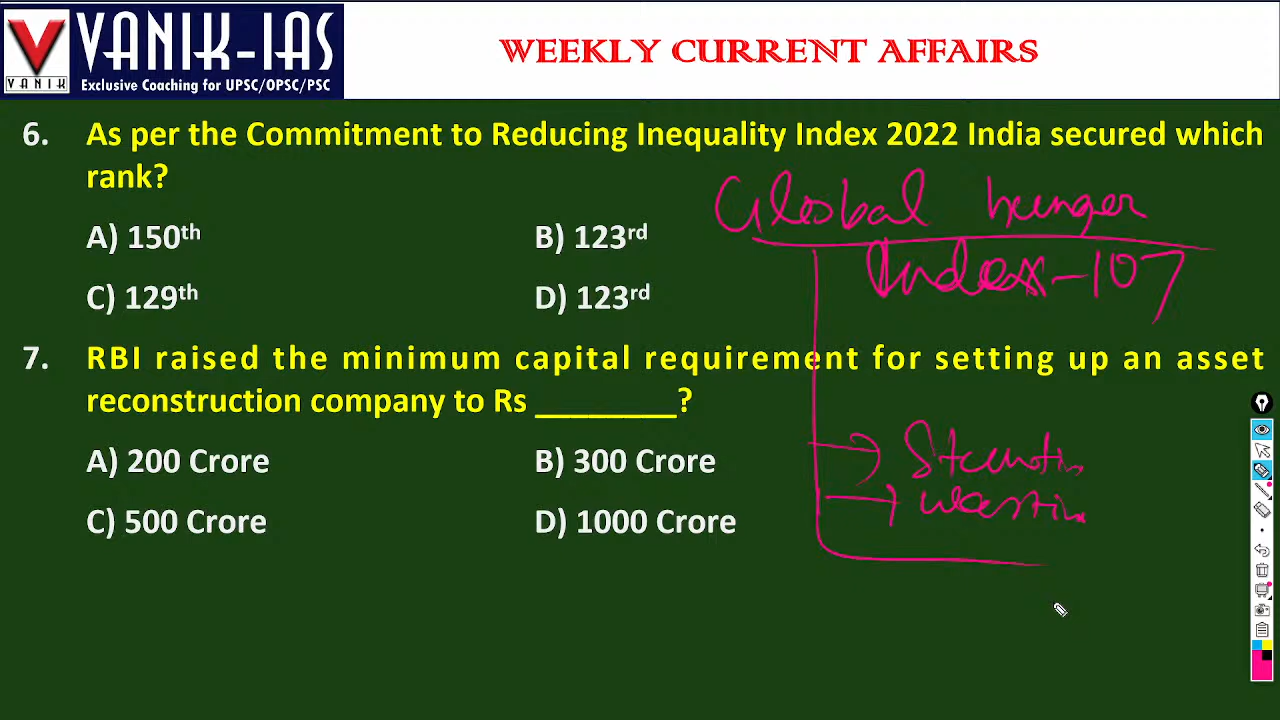 VANIK-IAS
VANIK
Exclusive Coaching for UPSC/OPSC/PSC
WEEKLY CURRENT AFFAIRS
6. As per the Commitment to Reducing Inequality Index 2022 India secured which
rank?
Global hunger
Index-107
A) 150th B) 123rd
C) 129th D) 123rd
7. RBI raised the minimum capital requirement for setting up an asset
reconstruction company to Rs ________?
A) 200 Crore B) 300 Crore
C) 500 Crore D) 1000 Crore